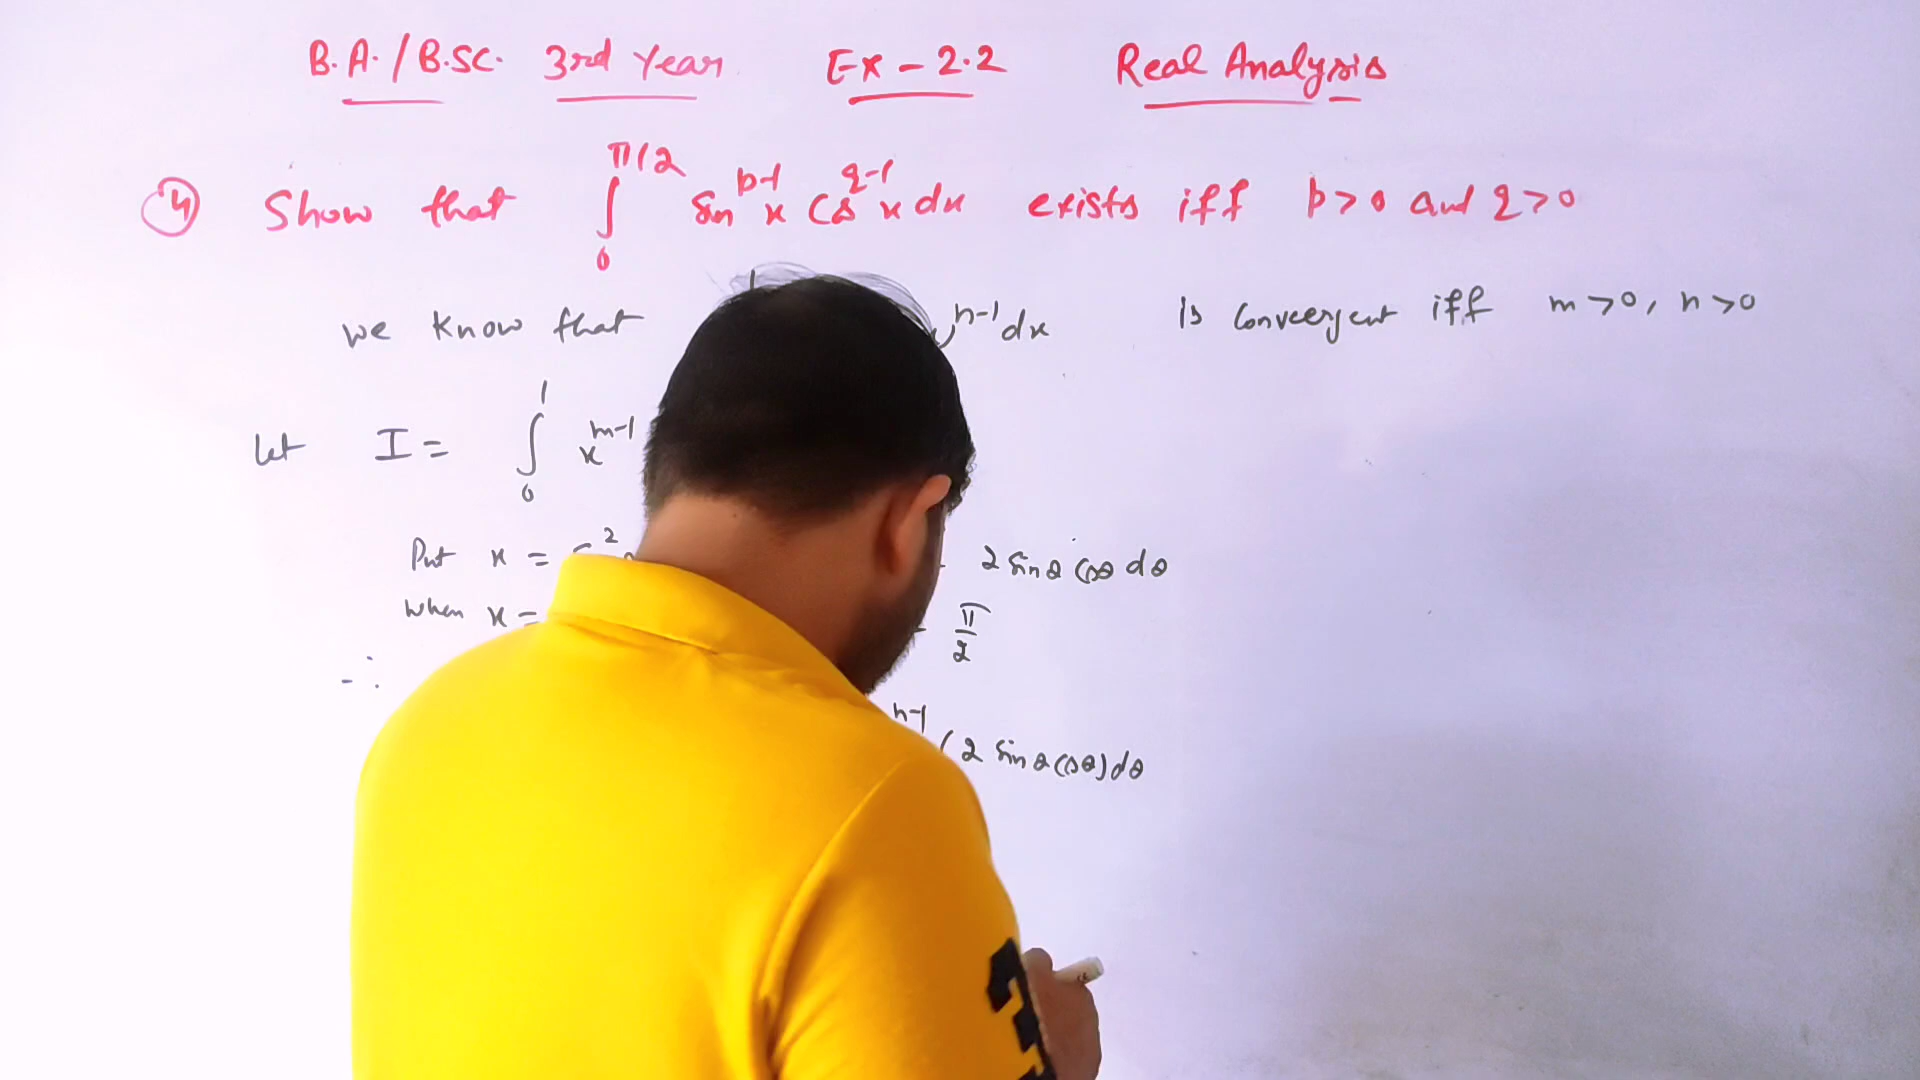 B.A./B.SC. 3rd Year Ex-2.2 Real Analysis
(4) Show that ∫₀^{π/2} Sin^{p-1} x Cos^{q-1} x dx exists iff p>0 and q>0
we know that ^{n-1} dx is Convergent iff m>0, n>0
Let I = ∫₀^1 x^{m-1}
Put x = 2 Sinθ Cosθ dθ
When x = π/2
∴
^{n-1} (2 Sinθ Cosθ) dθ